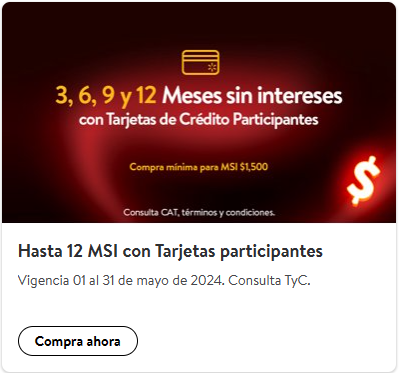 3, 6, 9 y 12 Meses sin intereses
con Tarjetas de Crédito Participantes
Compra mínima para MSI $1,500
$
Consulta CAT, términos y condiciones.
Hasta 12 MSI con Tarjetas participantes
Vigencia 01 al 31 de mayo de 2024. Consulta TyC.
Compra ahora